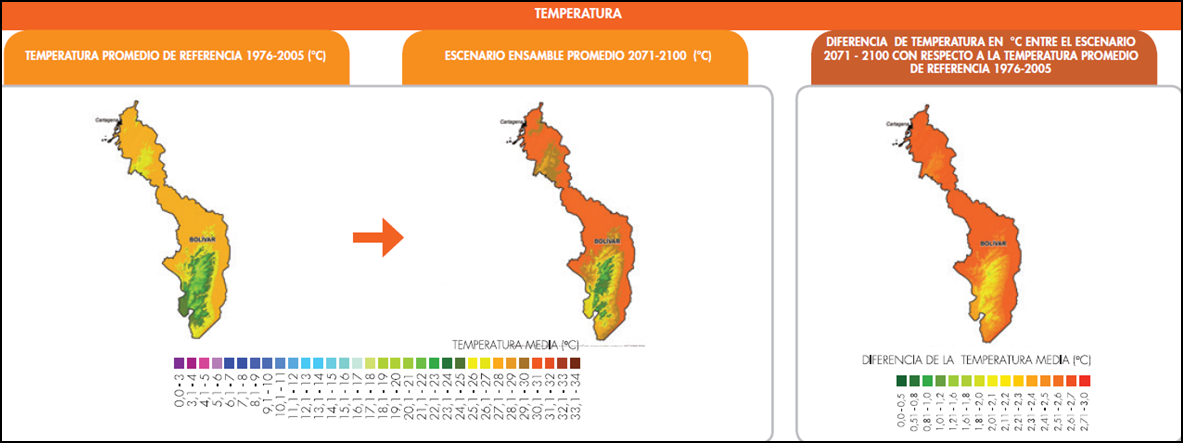 TEMPERATURA
TEMPERATURA PROMEDIO DE REFERENCIA 1976-2005 (°C)
ESCENARIO ENSAMBLE PROMEDIO 2071-2100 (°C)
DIFERENCIA DE TEMPERATURA EN °C ENTRE EL ESCENARIO
2071 - 2100 CON RESPECTO A LA TEMPERATURA PROMEDIO
DE REFERENCIA 1976-2005
Cartagena
BOLÍVAR
Cartagena
BOLÍVAR
Cartagena
BOLÍVAR
TEMPERATURA MEDIA (°C)
0,0 - 3
3,1 - 4
4,1 - 5
5,1 - 6
6,1 - 7
7,1 - 8
8,1 - 9
9,1 - 10
10,1 - 11
11,1 - 12
12,1 - 13
13,1 - 14
14,1 - 15
15,1 - 16
16,1 - 17
17,1 - 18
18,1 - 19
19,1 - 20
20,1 - 21
21,1 - 22
22,1 - 23
23,1 - 24
24,1 - 25
25,1 - 26
26,1 - 27
27,1 - 28
28,1 - 29
29,1 - 30
30,1 - 31
31,1 - 32
32,1 - 33
33,1 - 34
DIFERENCIA DE LA TEMPERATURA MEDIA (°C)
0,0-0,5
0,51-0,8
0,81-1,0
1,01-1,2
1,21-1,6
1,61-1,8
1,81-2,0
2,01-2,1
2,11-2,2
2,21-2,3
2,31-2,4
2,41-2,5
2,51-2,6
2,61-2,7
2,71-3,0